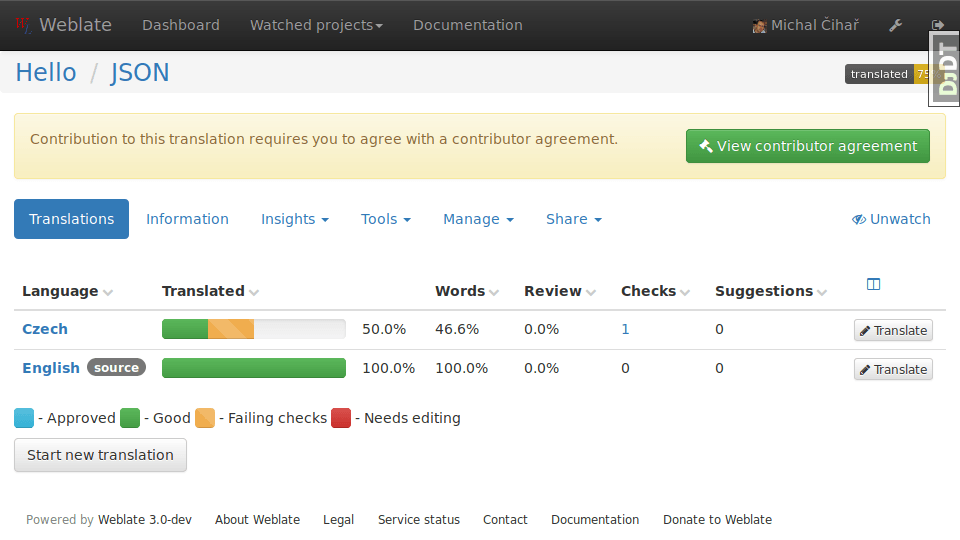 Weblate Dashboard Watched projects Documentation Michal Čihař
Hello / JSON translated
DJDT
Contribution to this translation requires you to agree with a contributor agreement. View contributor agreement
Translations Information Insights Tools Manage Share Unwatch
Language Translated Words Review Checks Suggestions
Czech 50.0% 46.6% 0.0% 1 0 Translate
English source 100.0% 100.0% 0.0% 0 0 Translate
- Approved - Good - Failing checks - Needs editing
Start new translation
Powered by Weblate 3.0-dev About Weblate Legal Service status Contact Documentation Donate to Weblate